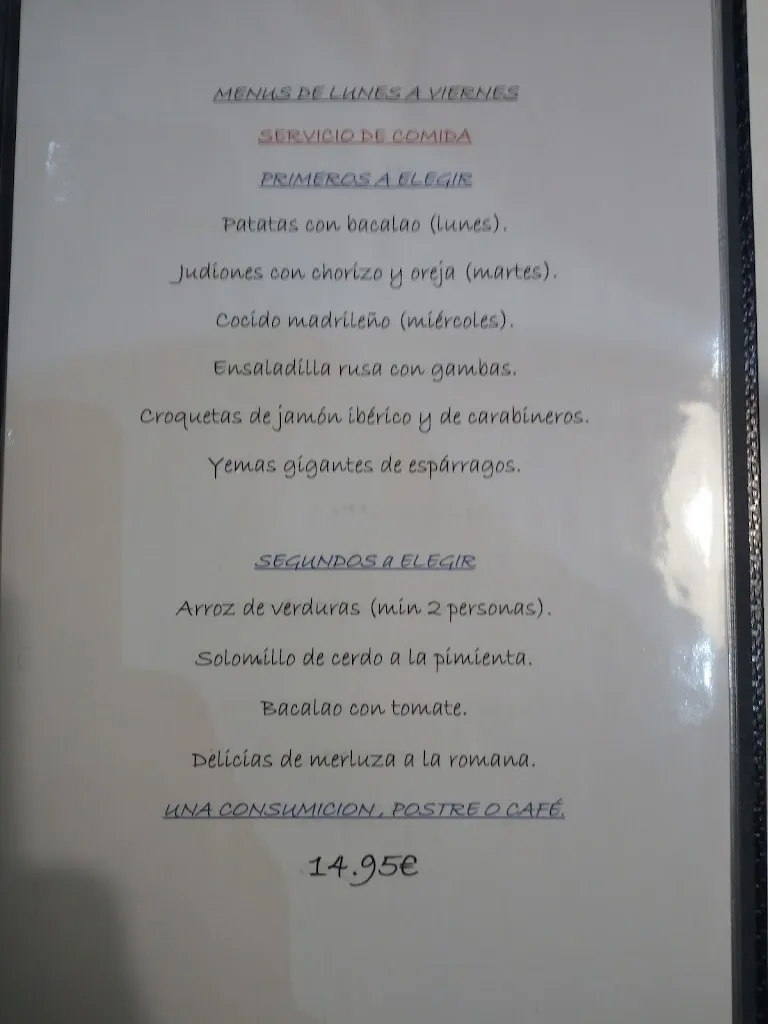 MENUS DE LUNES A VIERNES
SERVICIO DE COMIDA
PRIMEROS A ELEGIR
Patatas con bacalao (lunes).
Judiones con chorizo y oreja (martes).
Cocido madrileño (miércoles).
Ensaladilla rusa con gambas.
Croquetas de jamón ibérico y de carabineros.
Yemas gigantes de espárragos.
SEGUNDOS a ELEGIR
Arroz de verduras (min 2 personas).
Solomillo de cerdo a la pimienta.
Bacalao con tomate.
Delicias de merluza a la romana.
UNA CONSUMICION, POSTRE O CAFÉ.
14.95€